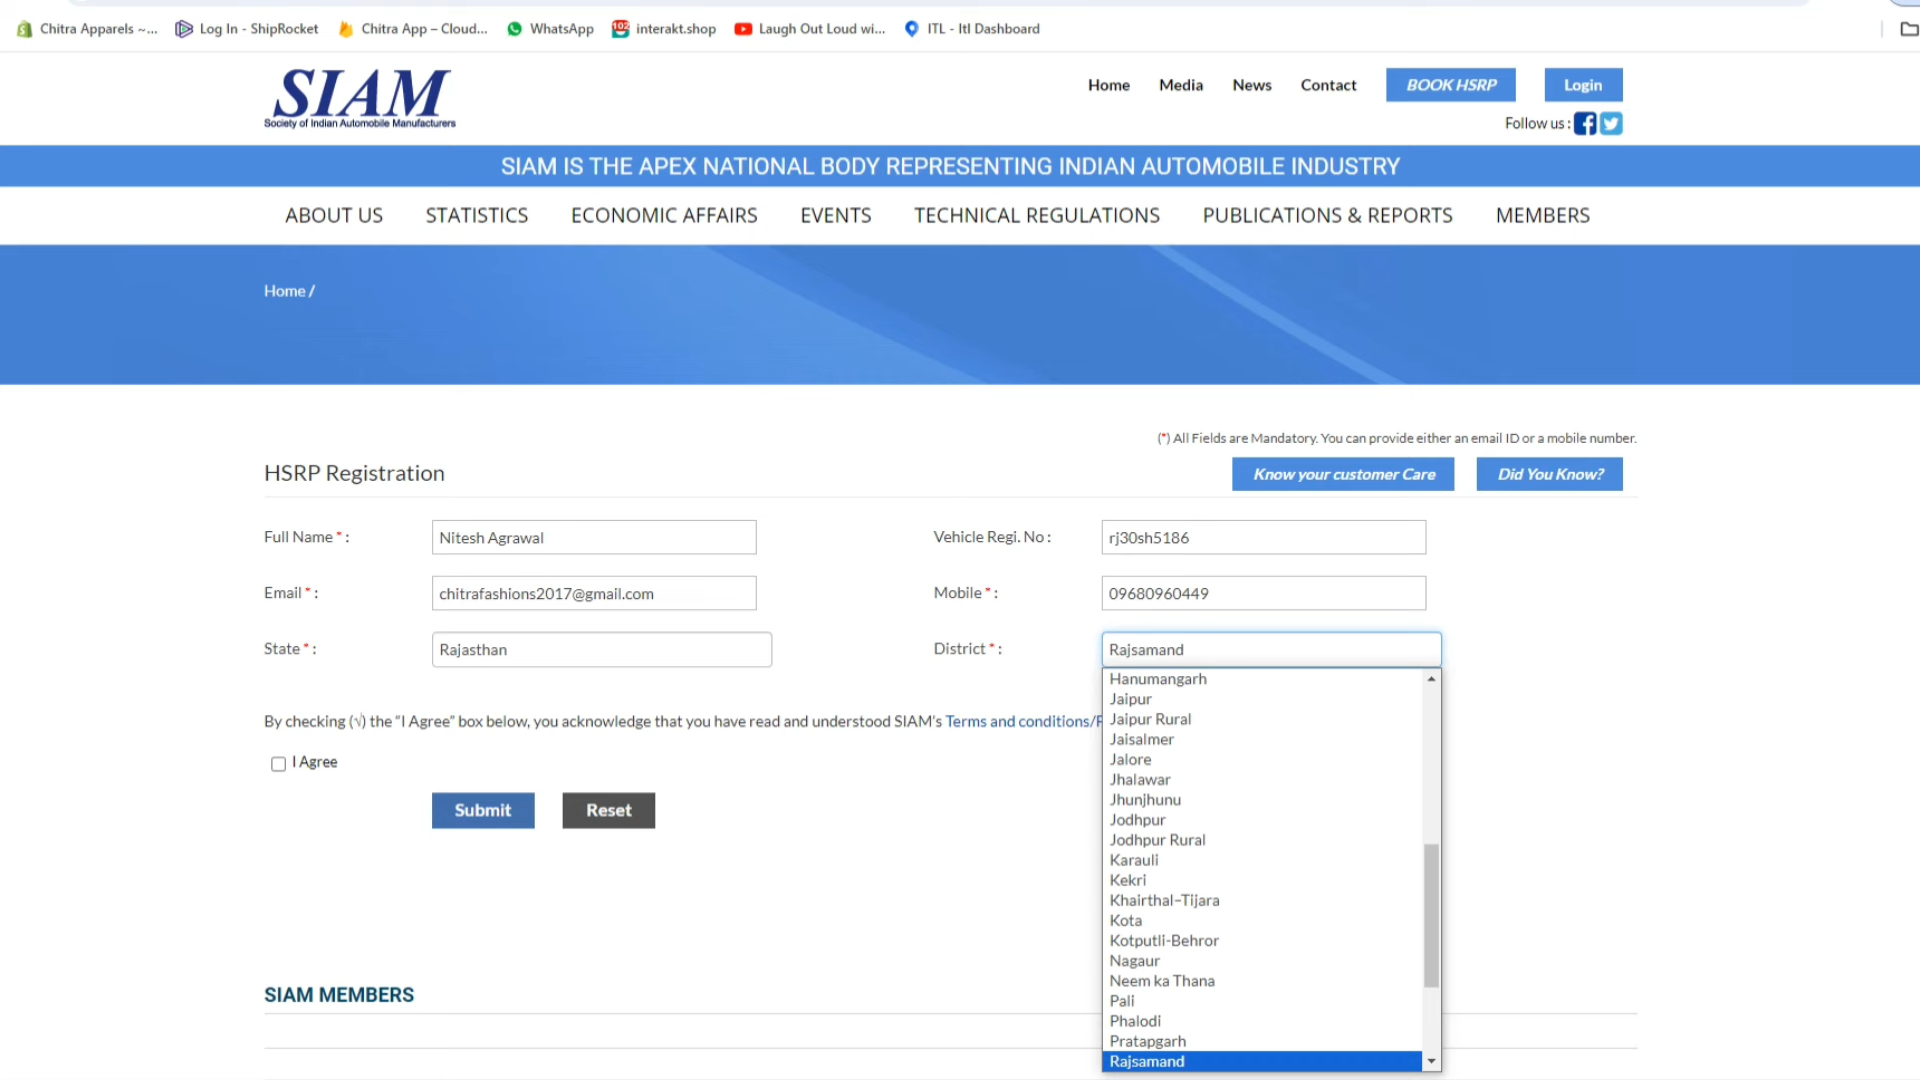 Chitra Apparels ~...
Log In - ShipRocket
Chitra App – Cloud...
WhatsApp
102
interakt.shop
Laugh Out Loud wi...
ITL - Itl Dashboard
SIAM
Society of Indian Automobile Manufacturers
Home
Media
News
Contact
BOOK HSRP
Login
Follow us :
SIAM IS THE APEX NATIONAL BODY REPRESENTING INDIAN AUTOMOBILE INDUSTRY
ABOUT US
STATISTICS
ECONOMIC AFFAIRS
EVENTS
TECHNICAL REGULATIONS
PUBLICATIONS & REPORTS
MEMBERS
Home /
(*) All Fields are Mandatory. You can provide either an email ID or a mobile number.
HSRP Registration
Know your customer Care
Did You Know?
Full Name * :
Nitesh Agrawal
Vehicle Regi. No :
rj30sh5186
Email * :
chitrafashions2017@gmail.com
Mobile * :
09680960449
State * :
Rajasthan
District * :
Rajsamand
By checking (√) the “I Agree” box below, you acknowledge that you have read and understood SIAM’s Terms and conditions/
I Agree
Submit
Reset
Hanumangarh
Jaipur
Jaipur Rural
Jaisalmer
Jalore
Jhalawar
Jhunjhunu
Jodhpur
Jodhpur Rural
Karauli
Kekri
Khairthal–Tijara
Kota
Kotputli-Behror
Nagaur
Neem ka Thana
Pali
Phalodi
Pratapgarh
Rajsamand
SIAM MEMBERS